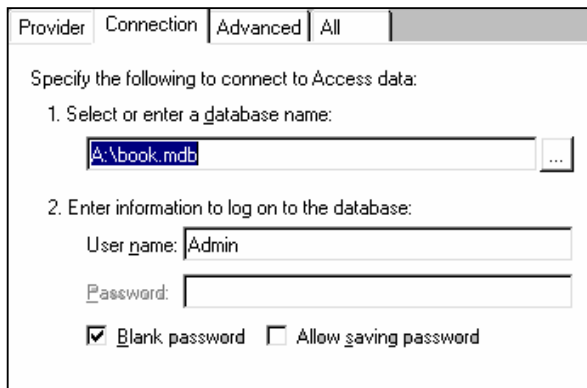 Provider Connection Advanced All
Specify the following to connect to Access data:
1. Select or enter a database name:
A:\book.mdb ...
2. Enter information to log on to the database:
User name: Admin
Password:
Blank password Allow saving password